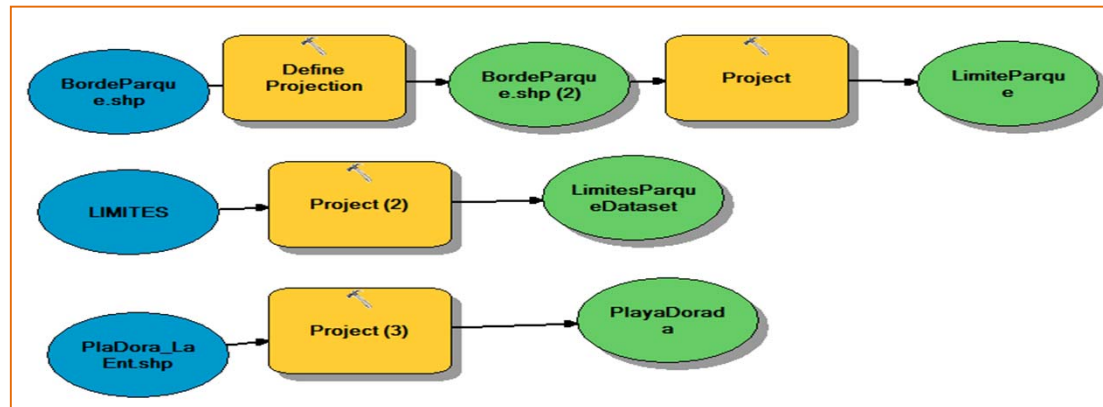 BordeParqu
e.shp
Define
Projection
BordeParqu
e.shp (2)
Project
LimiteParqu
e
LIMITES
Project (2)
LimitesParqu
eDataset
PlaDora_La
Ent.shp
Project (3)
PlayaDorad
a